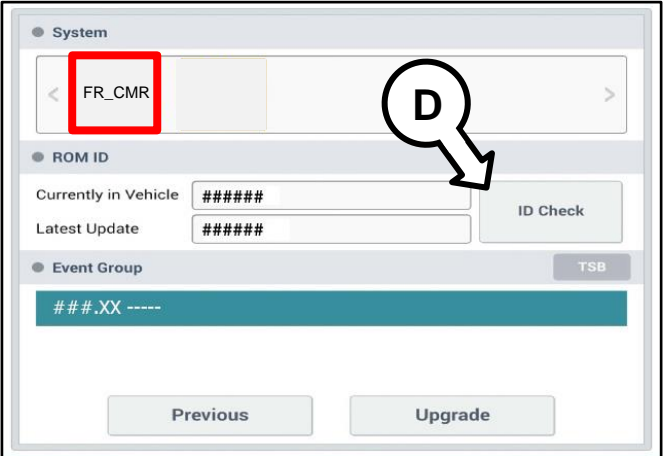 System
< FR_CMR >
D
ROM ID
Currently in Vehicle ######
ID Check
Latest Update ######
Event Group TSB
###.XX -----
Previous Upgrade